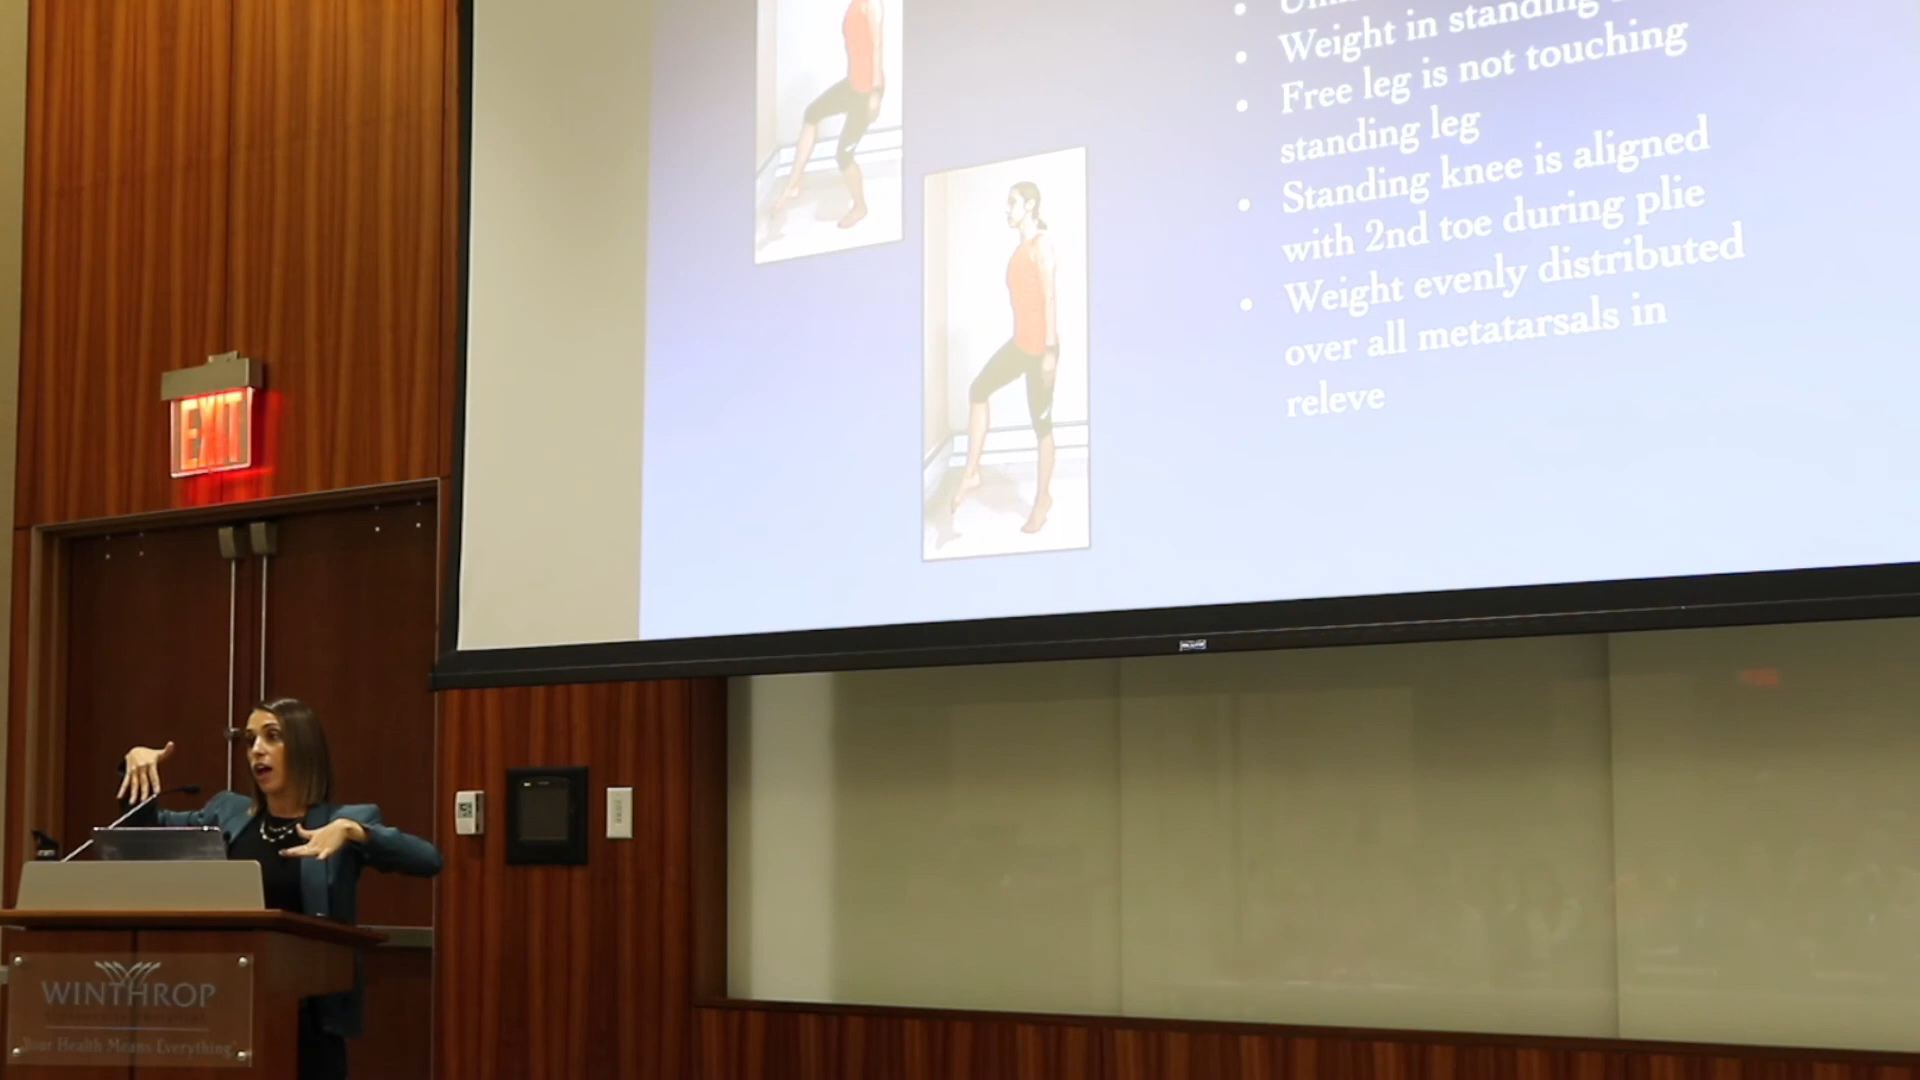 Weight in standing
Free leg is not touching
standing leg
Standing knee is aligned
with 2nd toe during plie
Weight evenly distributed
over all metatarsals in
releve
EXIT
WINTHROP
Your Health Means Everything